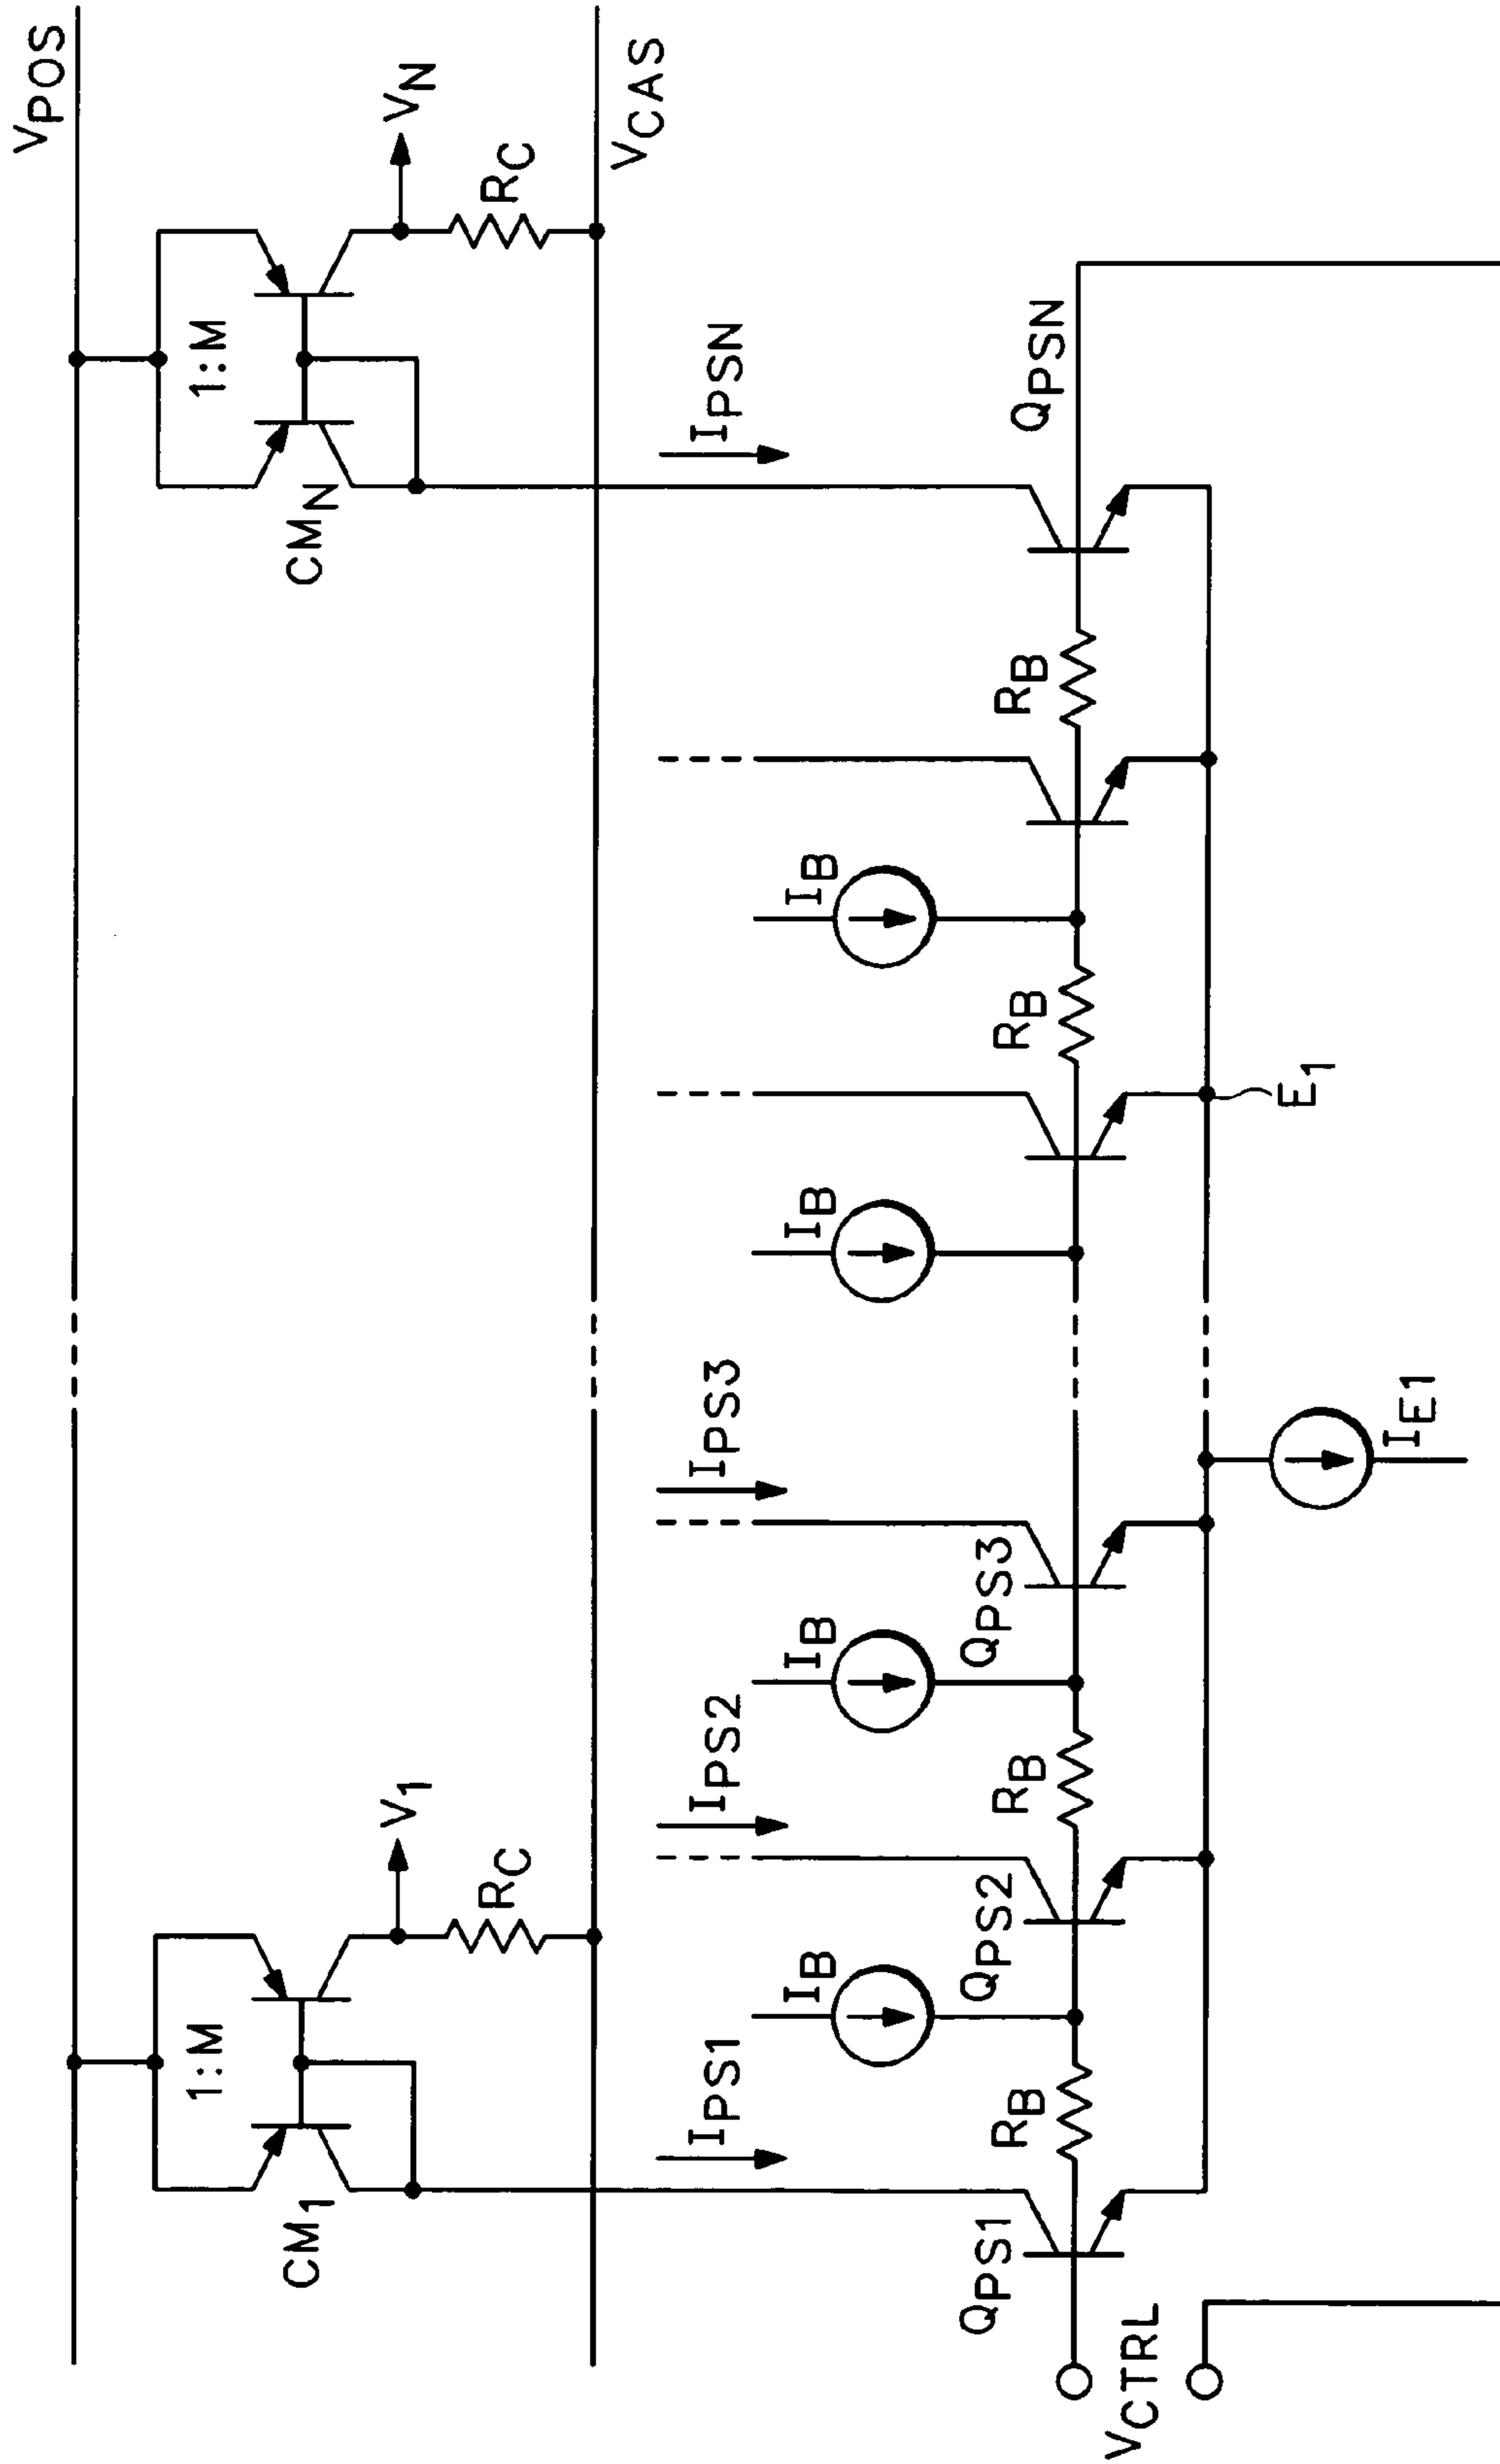 VPOS
CM1
1:M
V1
RC
CMN
1:M
VN
RC
VCAS
IPS1
IPS2
IPS3
IPSN
IB
IB
IB
IB
QPS1
RB
QPS2
RB
QPS3
RB
RB
QPSN
VCTRL
E1
IE1